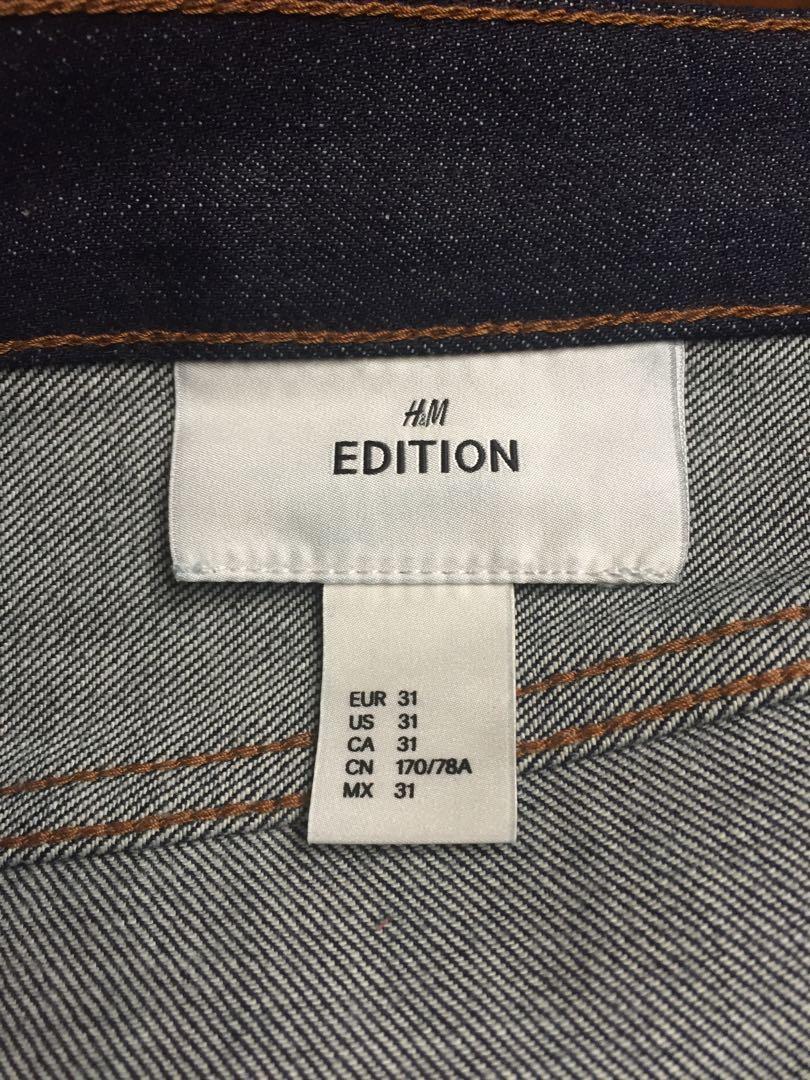 H&M
EDITION
EUR 31
US 31
CA 31
CN 170/78A
MX 31